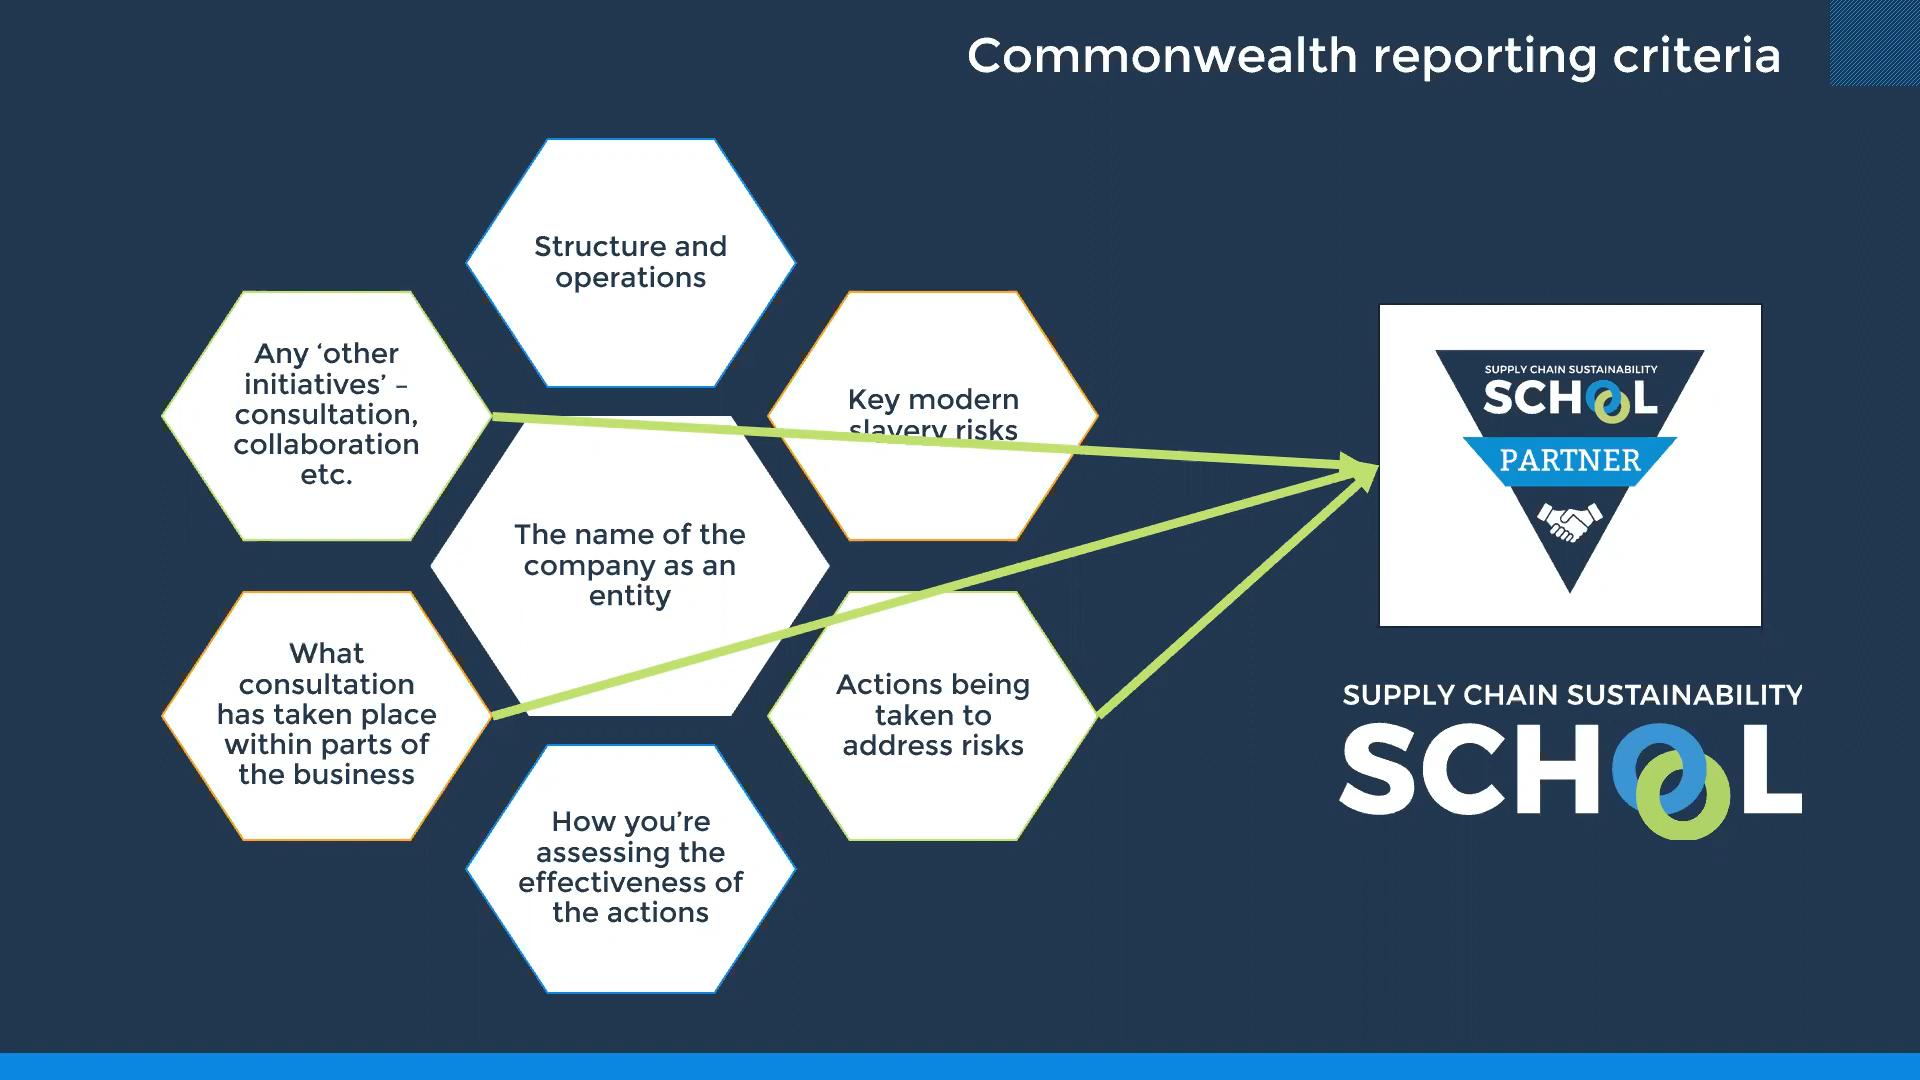 Commonwealth reporting criteria
Structure and
operations
Any ‘other
initiatives’ –
consultation,
collaboration
etc.
Key modern
slavery risks
The name of the
company as an
entity
What
consultation
has taken place
within parts of
the business
Actions being
taken to
address risks
How you’re
assessing the
effectiveness of
the actions
SUPPLY CHAIN SUSTAINABILITY
SCHOOL
PARTNER
SUPPLY CHAIN SUSTAINABILITY
SCHOOL